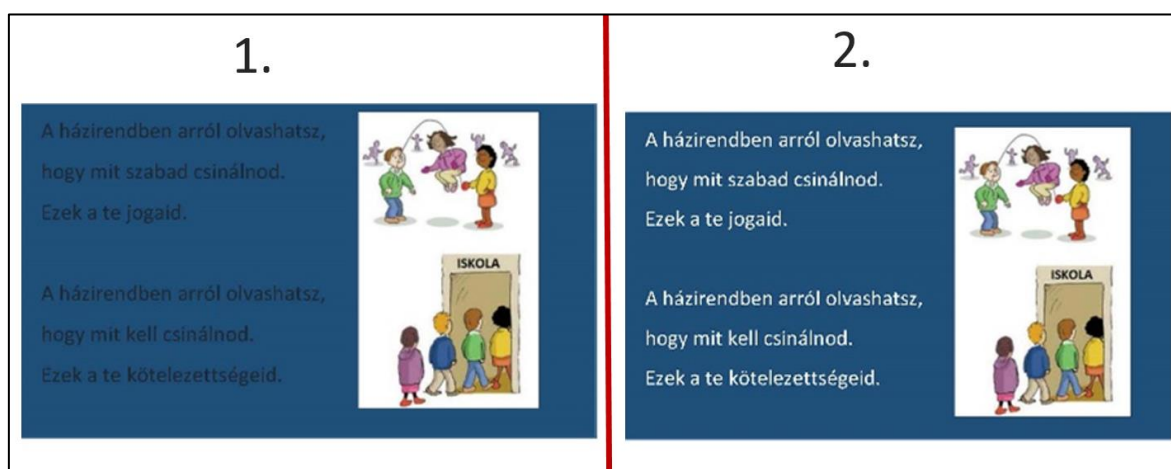 1.
A házirendben arról olvashatsz,
hogy mit szabad csinálnod.
Ezek a te jogaid.
ISKOLA
A házirendben arról olvashatsz,
hogy mit kell csinálnod.
Ezek a te kötelezettségeid.
2.
A házirendben arról olvashatsz,
hogy mit szabad csinálnod.
Ezek a te jogaid.
ISKOLA
A házirendben arról olvashatsz,
hogy mit kell csinálnod.
Ezek a te kötelezettségeid.